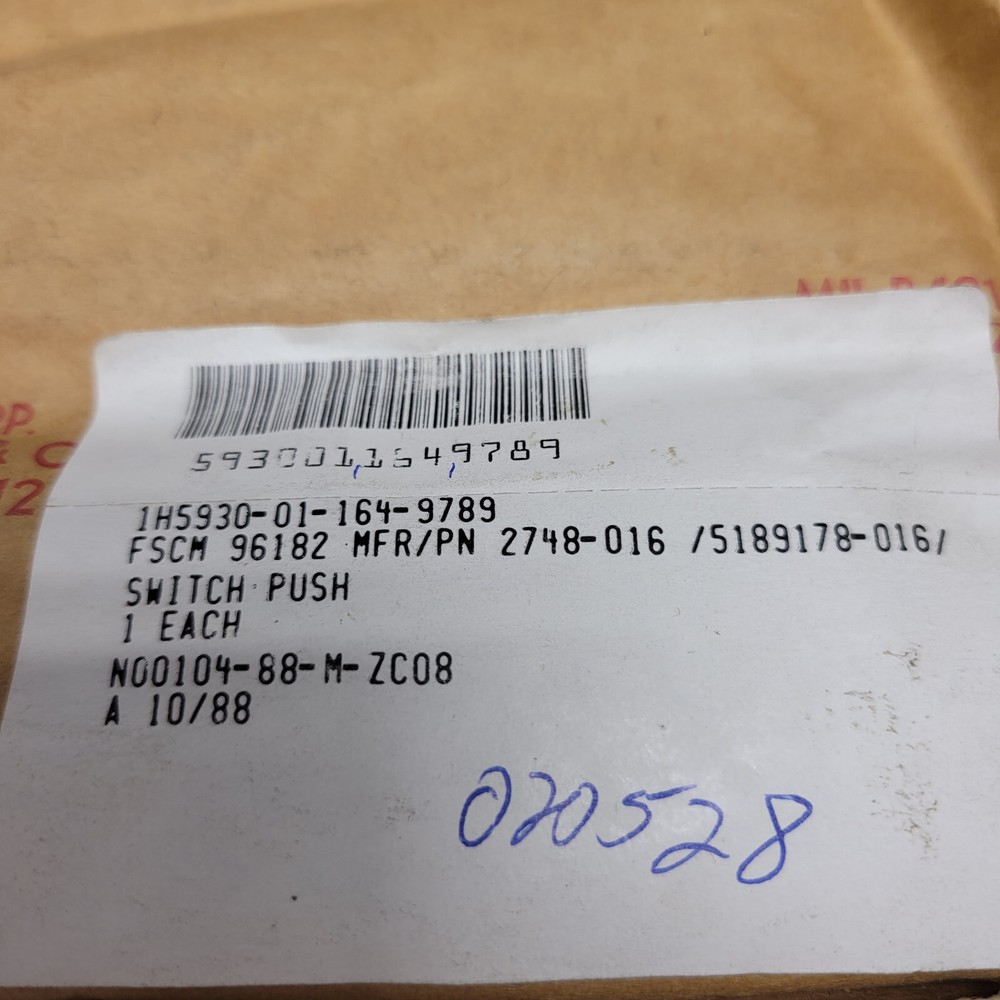 5930011649789
1H5930-01-164-9789
FSCM 96182 MFR/PN 2748-016 /5189178-016/
SWITCH PUSH
1 EACH
N00104-88-M-ZC08
A 10/88
020528